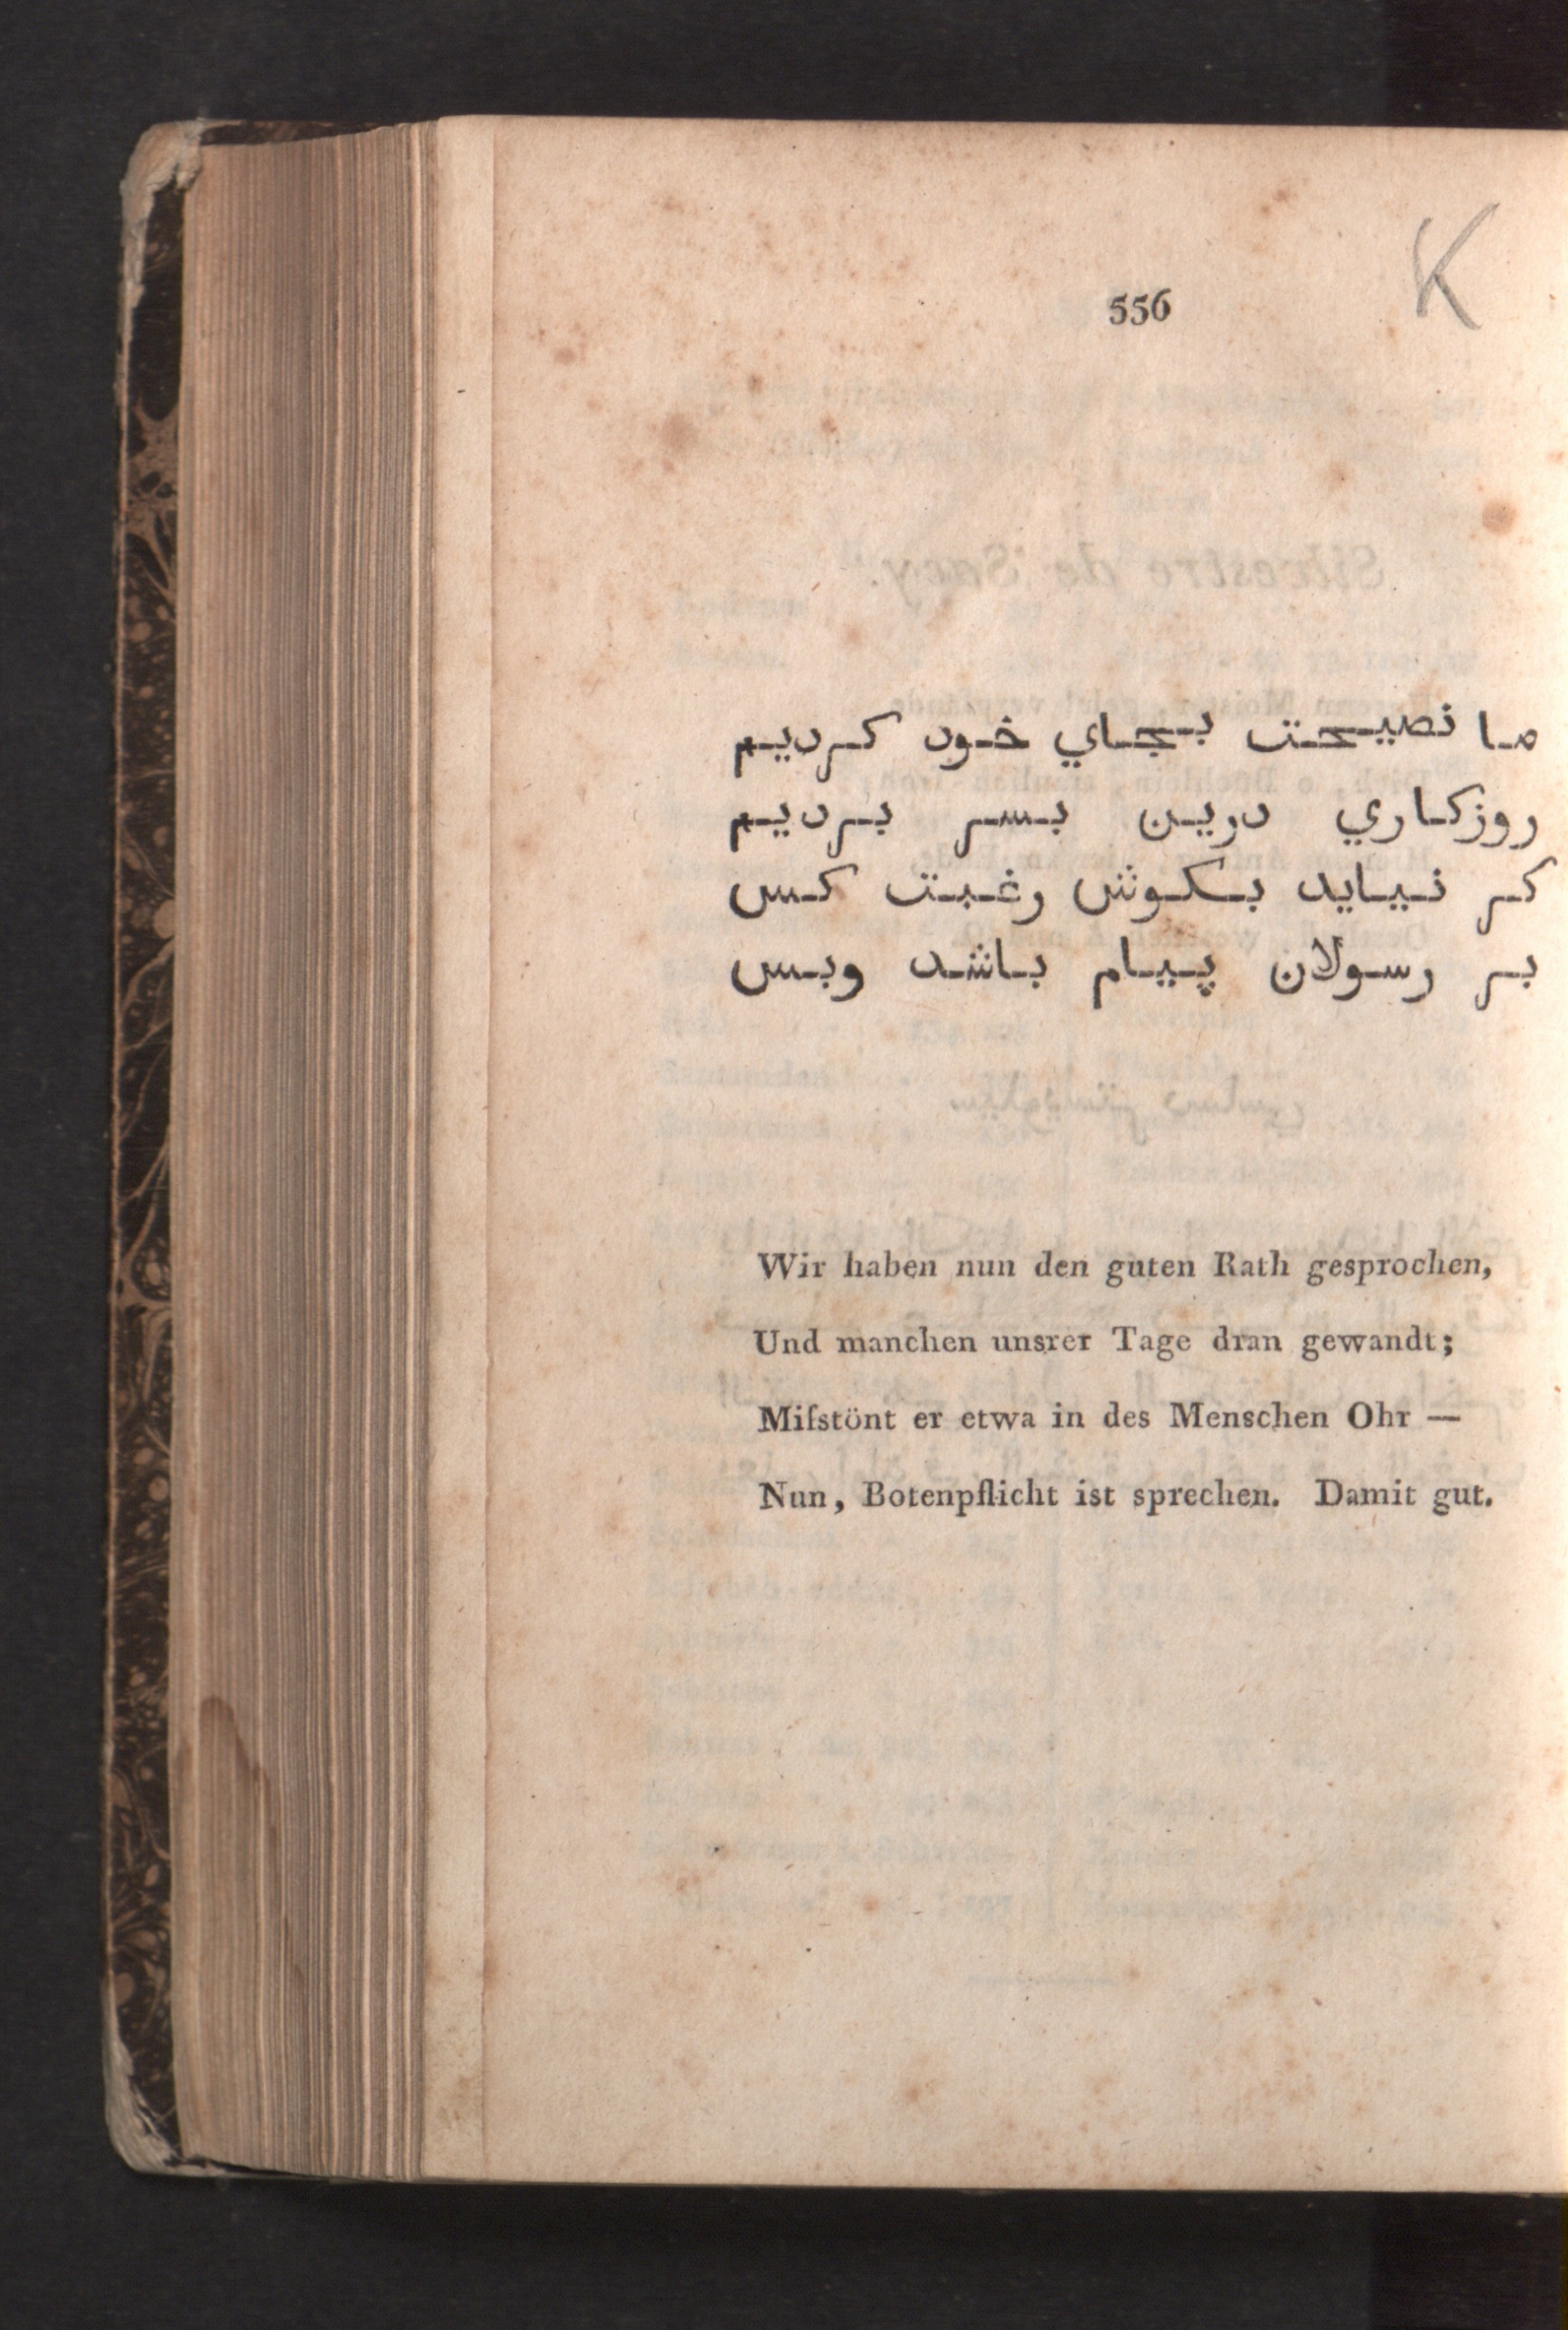 556
K
ما نصيحت بجاي خود كرديم
روزكاري درين بسر برديم
كر نيايد بكوش رغبت كس
بر رسولان پيام باشد وبس
Wir haben nun den guten Rath gesprochen,
Und manchen unsrer Tage dran gewandt;
Miſstönt er etwa in des Menschen Ohr —
Nun, Botenpflicht ist sprechen. Damit gut.